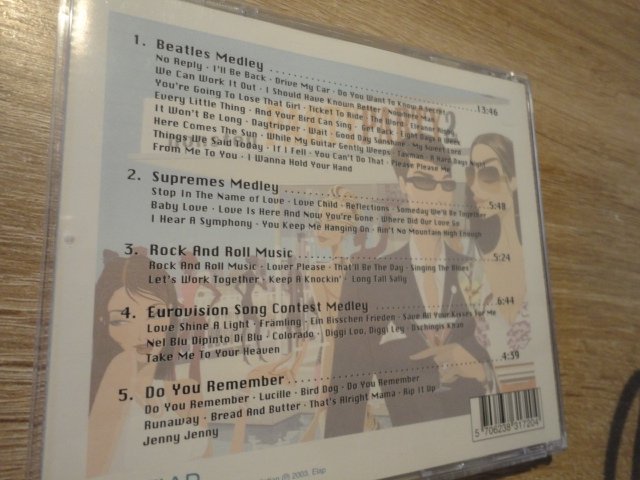 1. Beatles Medley ........ 13:46
No Reply · I'll Be Back · Drive My Car · Do You Want To Know A Secret
We Can Work It Out · I Should Have Known Better · Nowhere Man
You're Going To Lose That Girl · Ticket To Ride · The Word · Eleanor Rigby
Every Little Thing · And Your Bird Can Sing · Get Back · Eight Days A Week
It Won't Be Long · Daytripper · Wait · Good Day Sunshine · My Sweet Lord
Here Comes The Sun · While My Guitar Gently Weeps · Taxman · A Hard Days Night
Things We Said Today · If I Fell · You Can't Do That · Please Please Me
From Me To You · I Wanna Hold Your Hand
2. Supremes Medley ........ 5:48
Stop In The Name of Love · Love Child · Reflections · Someday We'll Be Together
Baby Love · Love Is Here And Now You're Gone · Where Did Our Love Go
I Hear A Symphony · You Keep Me Hanging On · Ain't No Mountain High Enough
3. Rock And Roll Music ........ 5:24
Rock And Roll Music · Lover Please · That'll Be The Day · Singing The Blues
Let's Work Together · Keep A Knockin' · Long Tall Sally
4. Eurovision Song Contest Medley ........ 6:44
Love Shine A Light · Främling · Ein Bisschen Frieden · Save All Your Kisses For Me
Nel Blu Dipinto Di Blu · Colorado · Diggi Loo, Diggi Ley · Dschingis Khan
Take Me To Your Heaven
5. Do You Remember ........ 4:39
Do You Remember · Lucille · Bird Dog · Do You Remember
Runaway · Bread And Butter · That's Alright Mama · Rip It Up
Jenny Jenny
5 706238 317204
℗ 2003, Elap